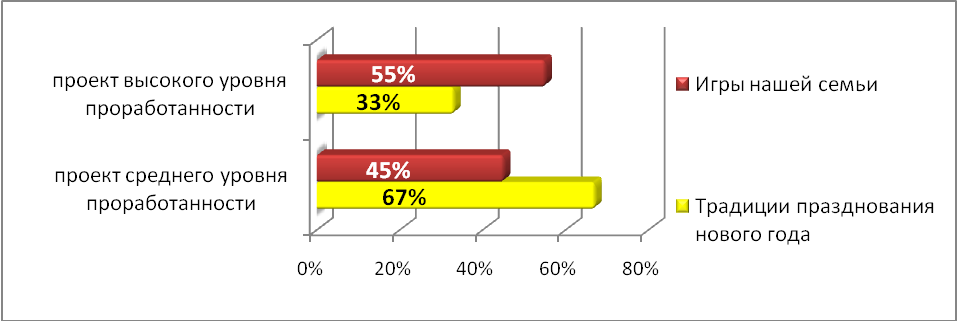 проект высокого уровня
проработанности
55%
33%
проект среднего уровня
проработанности
45%
67%
0%
20%
40%
60%
80%
Игры нашей семьи
Традиции празднования
нового года